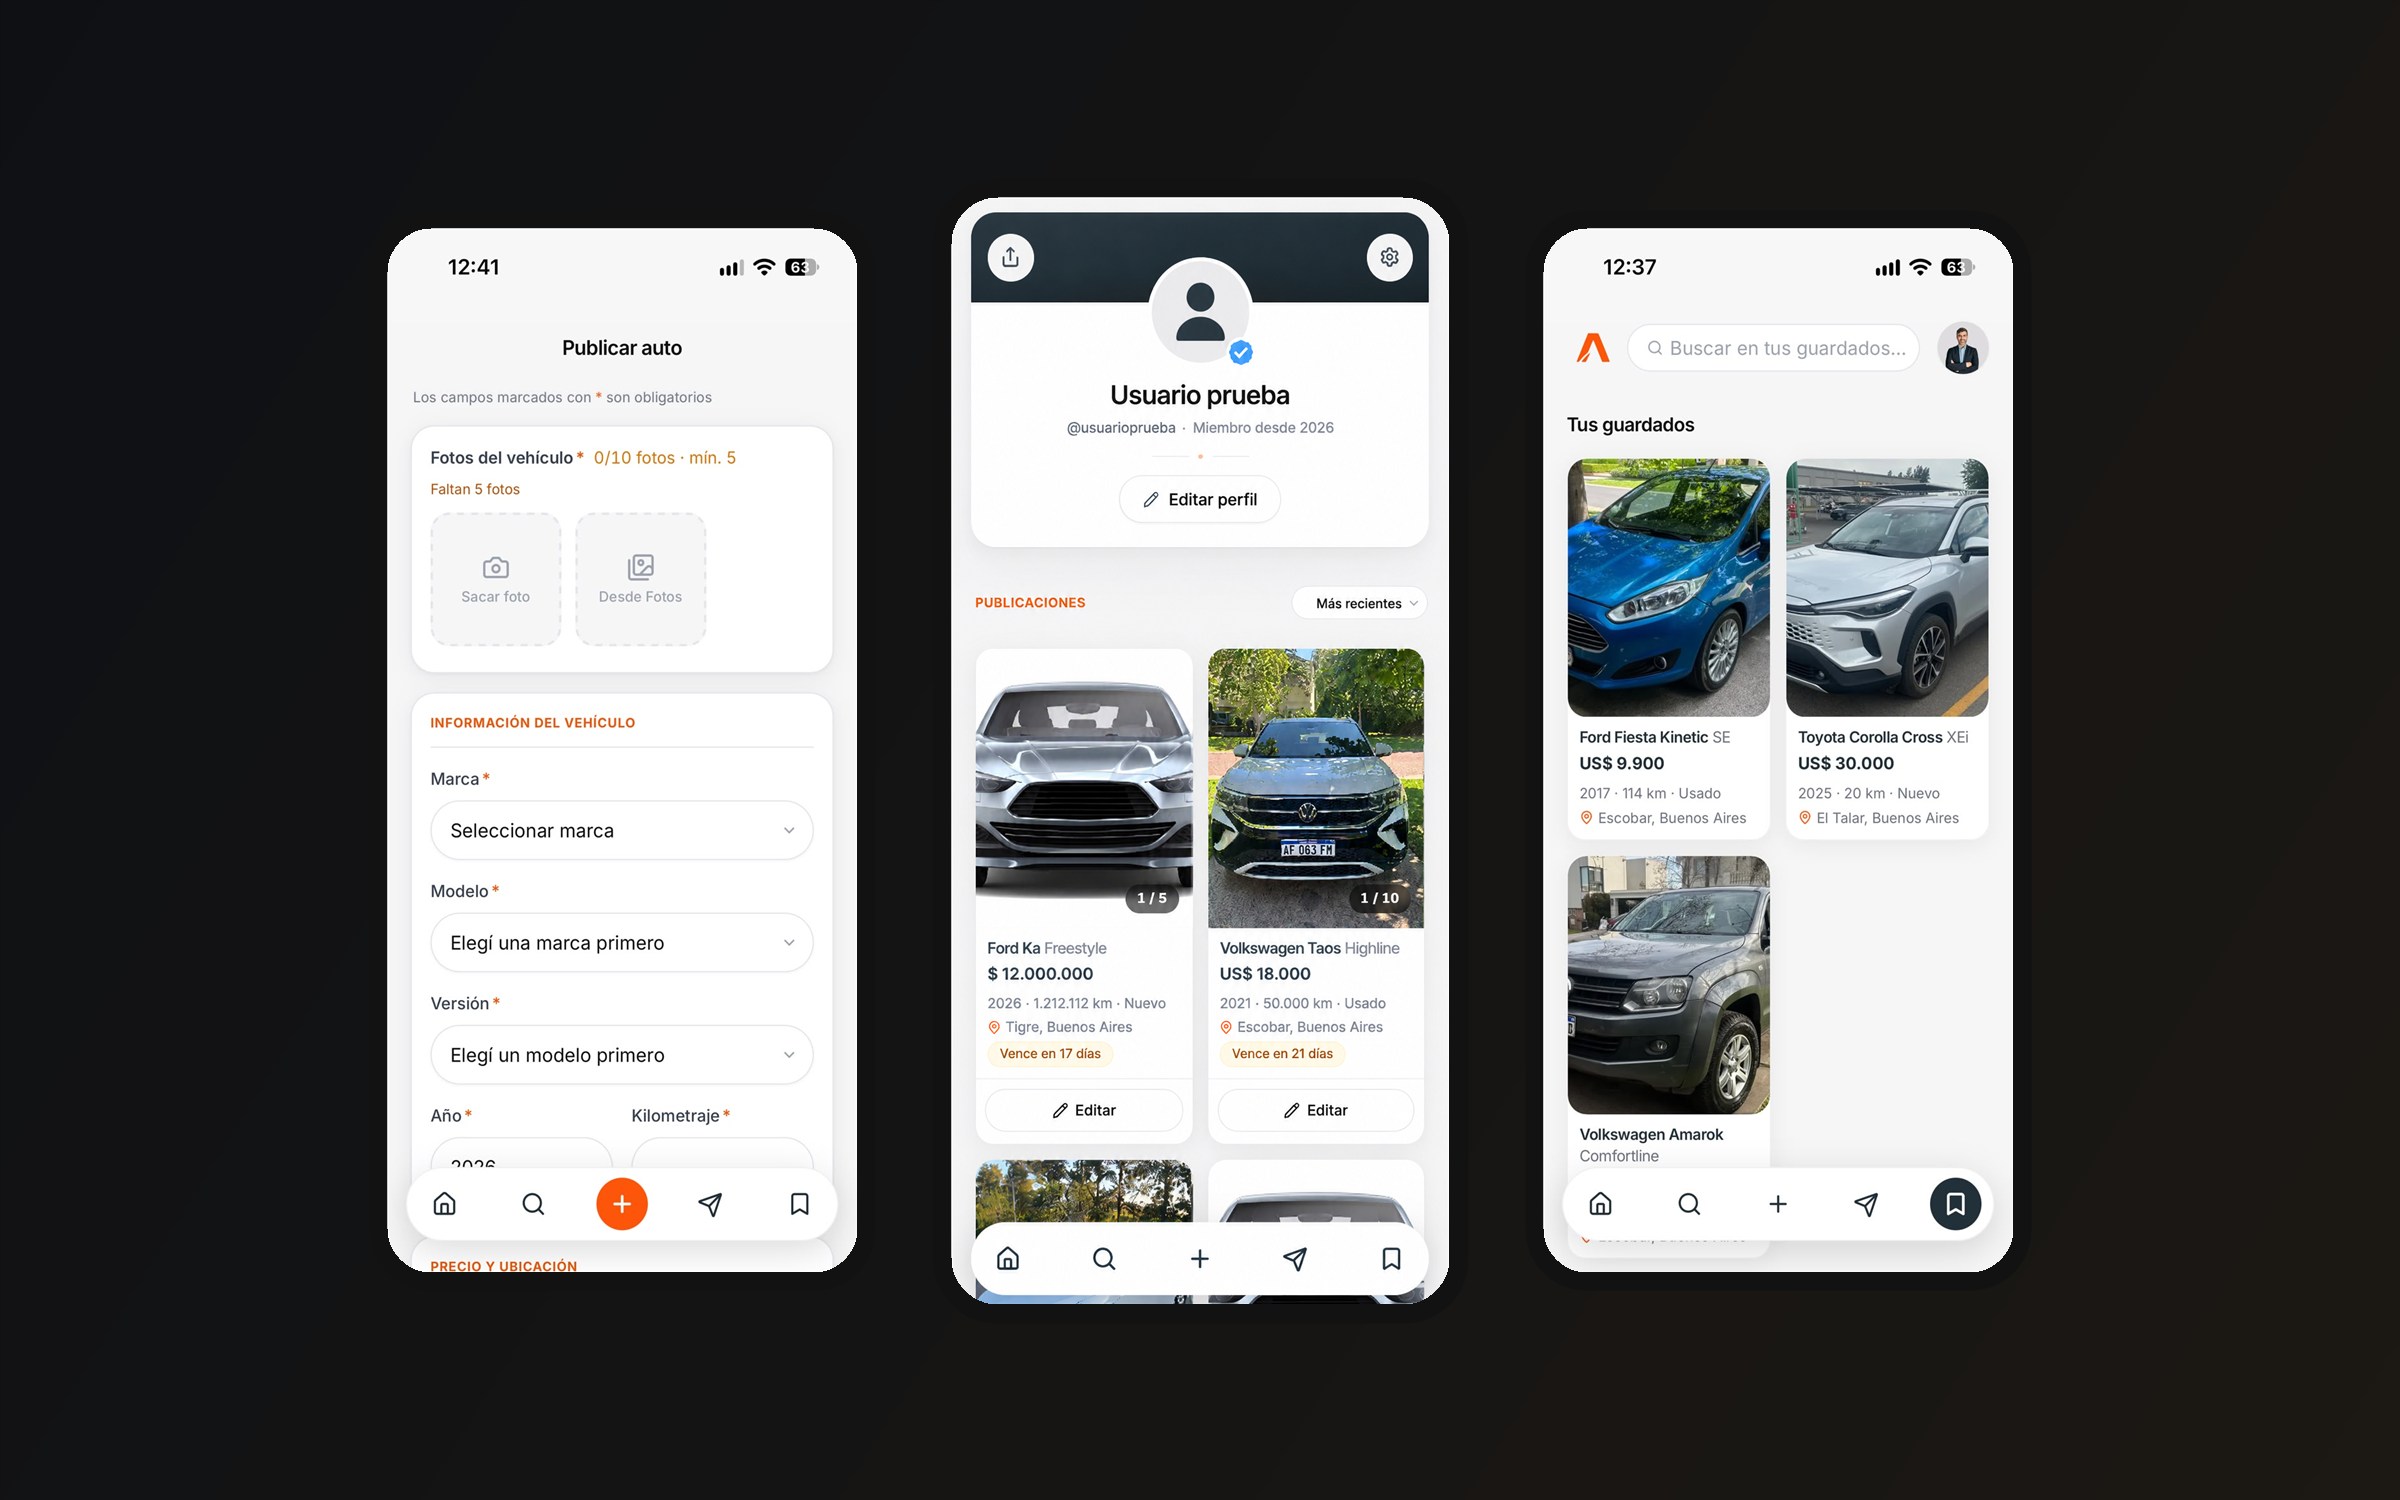 12:41
63
Publicar auto
Los campos marcados con * son obligatorios
Fotos del vehículo * 0/10 fotos · mín. 5
Faltan 5 fotos
Sacar foto
Desde Fotos
INFORMACIÓN DEL VEHÍCULO
Marca *
Seleccionar marca
Modelo *
Elegí una marca primero
Versión *
Elegí un modelo primero
Año *
Kilometraje *
2026
PRECIO Y UBICACIÓN
Usuario prueba
@usuarioprueba · Miembro desde 2026
Editar perfil
PUBLICACIONES
Más recientes
1 / 5
Ford Ka Freestyle
$ 12.000.000
2026 · 1.212.112 km · Nuevo
Tigre, Buenos Aires
Vence en 17 días
Editar
AF 063 FM
1 / 10
Volkswagen Taos Highline
US$ 18.000
2021 · 50.000 km · Usado
Escobar, Buenos Aires
Vence en 21 días
Editar
12:37
63
Buscar en tus guardados...
Tus guardados
Ford Fiesta Kinetic SE
US$ 9.900
2017 · 114 km · Usado
Escobar, Buenos Aires
Toyota Corolla Cross XEi
US$ 30.000
2025 · 20 km · Nuevo
El Talar, Buenos Aires
Volkswagen Amarok
Comfortline